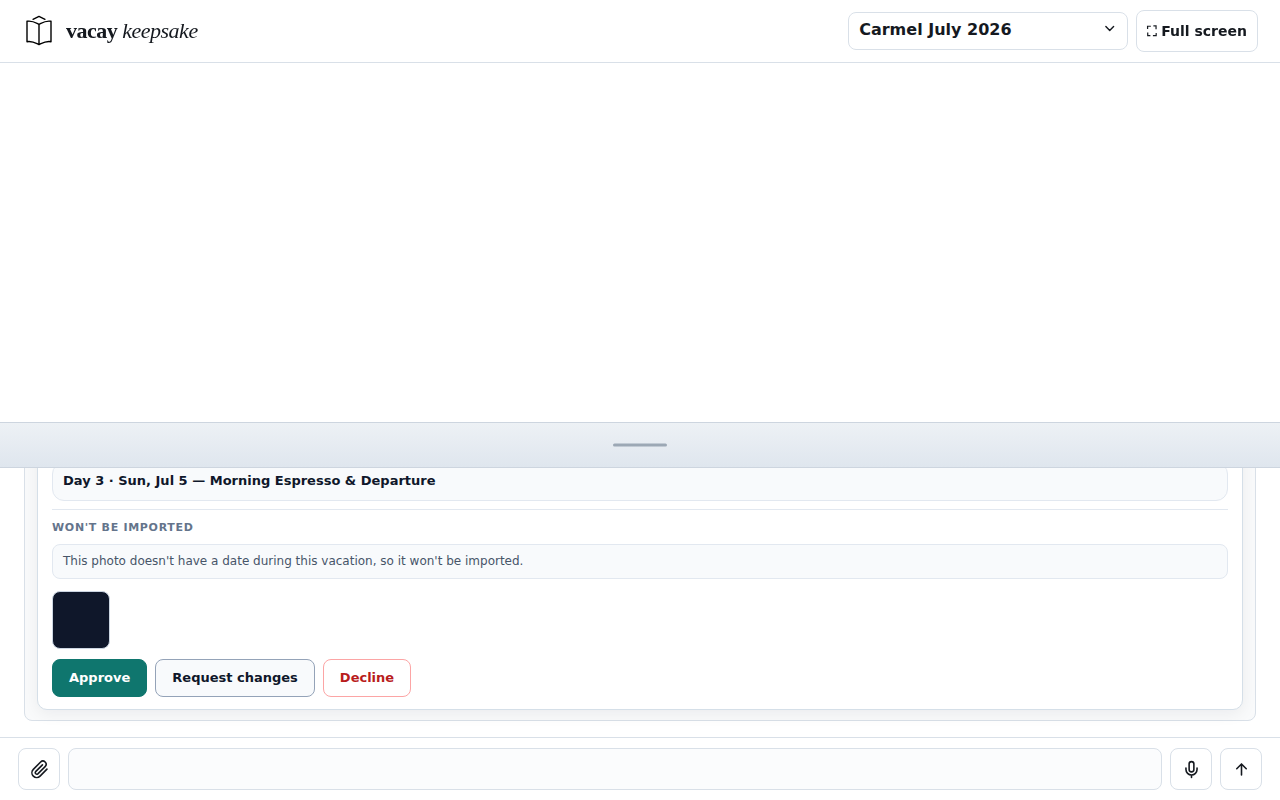 vacay keepsake
Carmel July 2026
Full screen
Day 3 · Sun, Jul 5 — Morning Espresso & Departure
WON'T BE IMPORTED
This photo doesn't have a date during this vacation, so it won't be imported.
Approve
Request changes
Decline